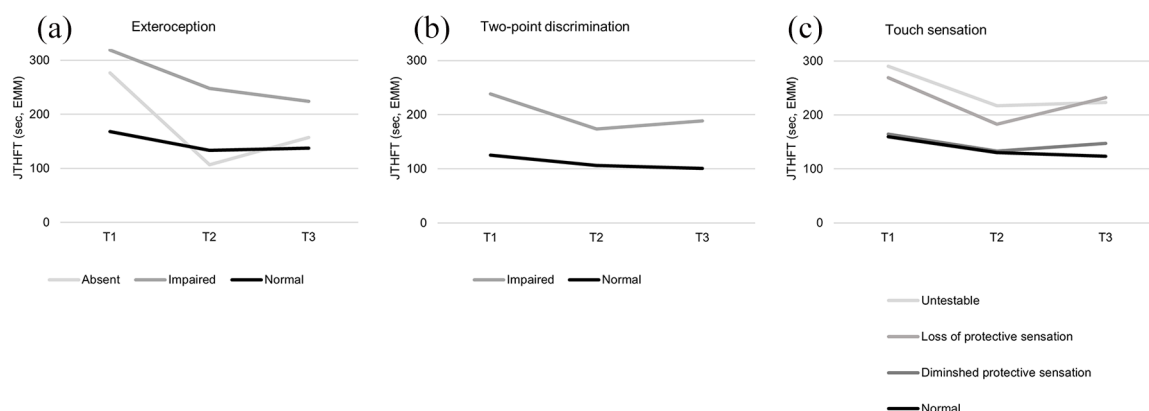 (a) Exteroception
JTHFT (sec, EMM)
300
200
100
0
T1 T2 T3
Absent Impaired Normal
(b) Two-point discrimination
JTHFT (sec, EMM)
300
200
100
0
T1 T2 T3
Impaired Normal
(c) Touch sensation
JTHFT (sec, EMM)
300
200
100
0
T1 T2 T3
Untestable
Loss of protective sensation
Diminshed protective sensation
Normal